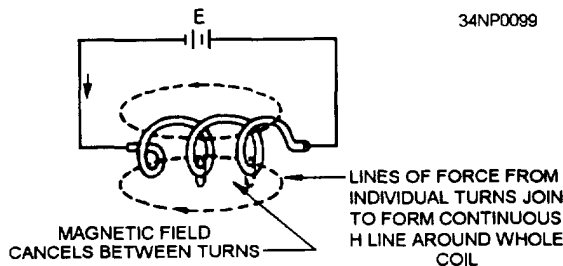 E
34NP0099
LINES OF FORCE FROM
INDIVIDUAL TURNS JOIN
TO FORM CONTINUOUS
H LINE AROUND WHOLE
COIL
MAGNETIC FIELD
CANCELS BETWEEN TURNS